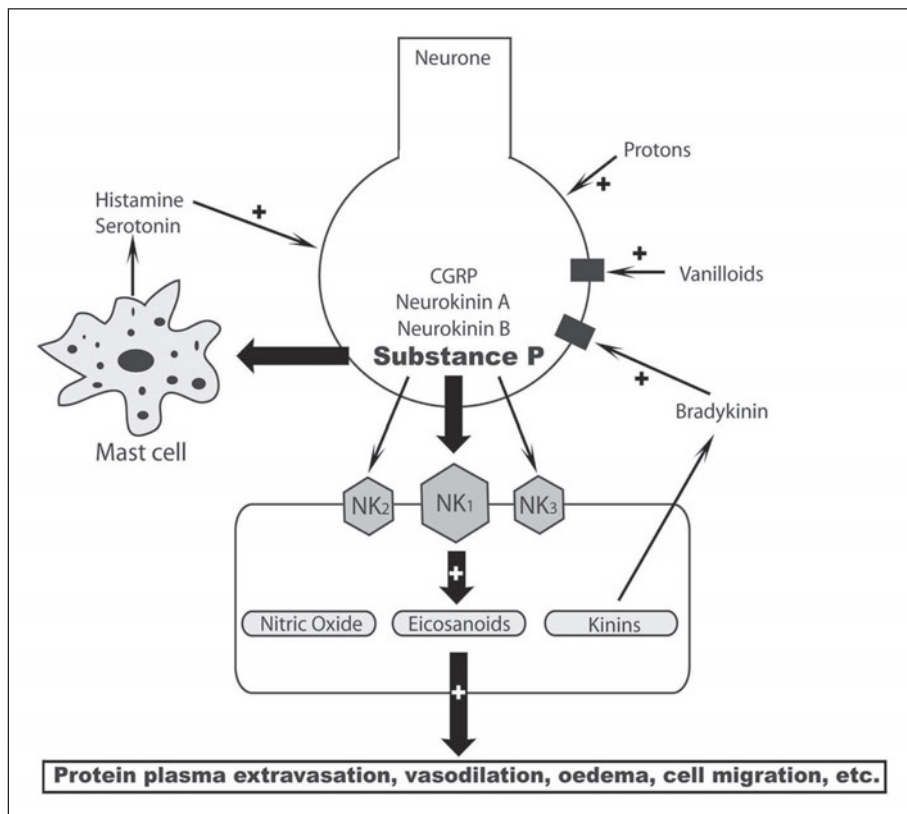 Neurone
Protons
+
Histamine
Serotonin
+
+
Vanilloids
CGRP
Neurokinin A
Neurokinin B
Substance P
+
Bradykinin
Mast cell
NK2
NK1
NK3
+
Nitric Oxide
Eicosanoids
Kinins
+
Protein plasma extravasation, vasodilation, oedema, cell migration, etc.